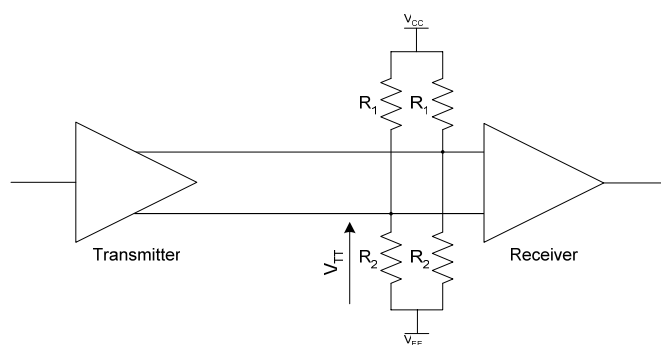 VCC
R1 R1
Transmitter
VTT
R2 R2
Receiver
VEE